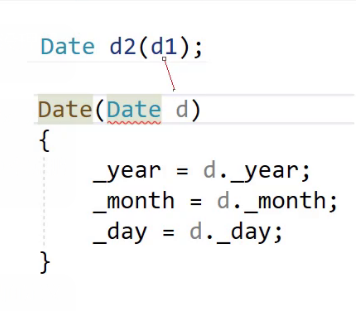 Date d2(d1);
Date(Date d)
{
_year = d._year;
_month = d._month;
_day = d._day;
}